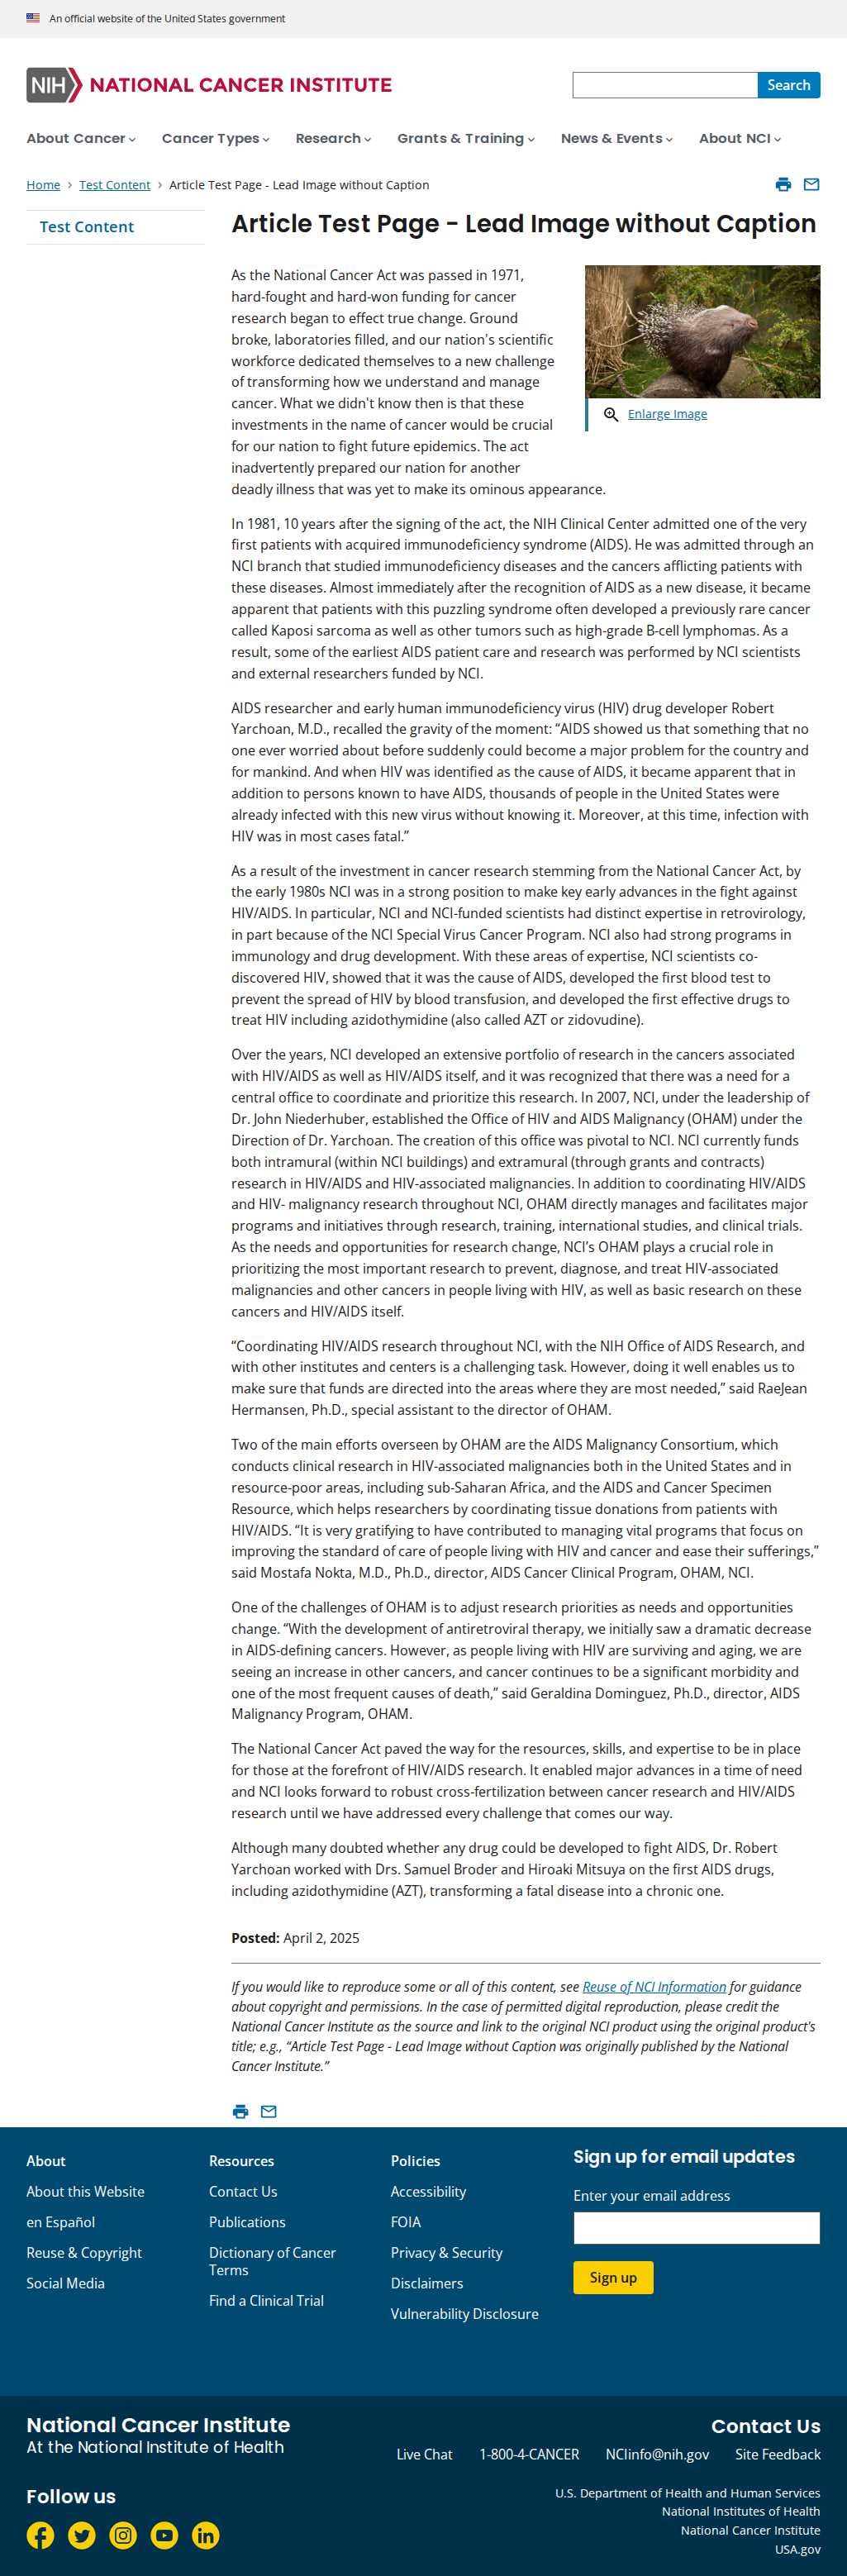 An official website of the United States government
NIH NATIONAL CANCER INSTITUTE
Search
About Cancer Cancer Types Research Grants & Training News & Events About NCI
Home Test Content Article Test Page - Lead Image without Caption
Test Content
Article Test Page - Lead Image without Caption
As the National Cancer Act was passed in 1971,
hard-fought and hard-won funding for cancer
research began to effect true change. Ground
broke, laboratories filled, and our nation's scientific
workforce dedicated themselves to a new challenge
of transforming how we understand and manage
cancer. What we didn't know then is that these
investments in the name of cancer would be crucial
for our nation to fight future epidemics. The act
inadvertently prepared our nation for another
deadly illness that was yet to make its ominous appearance.
Enlarge Image
In 1981, 10 years after the signing of the act, the NIH Clinical Center admitted one of the very
first patients with acquired immunodeficiency syndrome (AIDS). He was admitted through an
NCI branch that studied immunodeficiency diseases and the cancers afflicting patients with
these diseases. Almost immediately after the recognition of AIDS as a new disease, it became
apparent that patients with this puzzling syndrome often developed a previously rare cancer
called Kaposi sarcoma as well as other tumors such as high-grade B-cell lymphomas. As a
result, some of the earliest AIDS patient care and research was performed by NCI scientists
and external researchers funded by NCI.
AIDS researcher and early human immunodeficiency virus (HIV) drug developer Robert
Yarchoan, M.D., recalled the gravity of the moment: “AIDS showed us that something that no
one ever worried about before suddenly could become a major problem for the country and
for mankind. And when HIV was identified as the cause of AIDS, it became apparent that in
addition to persons known to have AIDS, thousands of people in the United States were
already infected with this new virus without knowing it. Moreover, at this time, infection with
HIV was in most cases fatal.”
As a result of the investment in cancer research stemming from the National Cancer Act, by
the early 1980s NCI was in a strong position to make key early advances in the fight against
HIV/AIDS. In particular, NCI and NCI-funded scientists had distinct expertise in retrovirology,
in part because of the NCI Special Virus Cancer Program. NCI also had strong programs in
immunology and drug development. With these areas of expertise, NCI scientists co-
discovered HIV, showed that it was the cause of AIDS, developed the first blood test to
prevent the spread of HIV by blood transfusion, and developed the first effective drugs to
treat HIV including azidothymidine (also called AZT or zidovudine).
Over the years, NCI developed an extensive portfolio of research in the cancers associated
with HIV/AIDS as well as HIV/AIDS itself, and it was recognized that there was a need for a
central office to coordinate and prioritize this research. In 2007, NCI, under the leadership of
Dr. John Niederhuber, established the Office of HIV and AIDS Malignancy (OHAM) under the
Direction of Dr. Yarchoan. The creation of this office was pivotal to NCI. NCI currently funds
both intramural (within NCI buildings) and extramural (through grants and contracts)
research in HIV/AIDS and HIV-associated malignancies. In addition to coordinating HIV/AIDS
and HIV- malignancy research throughout NCI, OHAM directly manages and facilitates major
programs and initiatives through research, training, international studies, and clinical trials.
As the needs and opportunities for research change, NCI’s OHAM plays a crucial role in
prioritizing the most important research to prevent, diagnose, and treat HIV-associated
malignancies and other cancers in people living with HIV, as well as basic research on these
cancers and HIV/AIDS itself.
“Coordinating HIV/AIDS research throughout NCI, with the NIH Office of AIDS Research, and
with other institutes and centers is a challenging task. However, doing it well enables us to
make sure that funds are directed into the areas where they are most needed,” said RaeJean
Hermansen, Ph.D., special assistant to the director of OHAM.
Two of the main efforts overseen by OHAM are the AIDS Malignancy Consortium, which
conducts clinical research in HIV-associated malignancies both in the United States and in
resource-poor areas, including sub-Saharan Africa, and the AIDS and Cancer Specimen
Resource, which helps researchers by coordinating tissue donations from patients with
HIV/AIDS. “It is very gratifying to have contributed to managing vital programs that focus on
improving the standard of care of people living with HIV and cancer and ease their sufferings,”
said Mostafa Nokta, M.D., Ph.D., director, AIDS Cancer Clinical Program, OHAM, NCI.
One of the challenges of OHAM is to adjust research priorities as needs and opportunities
change. “With the development of antiretroviral therapy, we initially saw a dramatic decrease
in AIDS-defining cancers. However, as people living with HIV are surviving and aging, we are
seeing an increase in other cancers, and cancer continues to be a significant morbidity and
one of the most frequent causes of death,” said Geraldina Dominguez, Ph.D., director, AIDS
Malignancy Program, OHAM.
The National Cancer Act paved the way for the resources, skills, and expertise to be in place
for those at the forefront of HIV/AIDS research. It enabled major advances in a time of need
and NCI looks forward to robust cross-fertilization between cancer research and HIV/AIDS
research until we have addressed every challenge that comes our way.
Although many doubted whether any drug could be developed to fight AIDS, Dr. Robert
Yarchoan worked with Drs. Samuel Broder and Hiroaki Mitsuya on the first AIDS drugs,
including azidothymidine (AZT), transforming a fatal disease into a chronic one.
Posted: April 2, 2025
If you would like to reproduce some or all of this content, see Reuse of NCI Information for guidance
about copyright and permissions. In the case of permitted digital reproduction, please credit the
National Cancer Institute as the source and link to the original NCI product using the original product's
title; e.g., “Article Test Page - Lead Image without Caption was originally published by the National
Cancer Institute.”
About
About this Website
en Español
Reuse & Copyright
Social Media
Resources
Contact Us
Publications
Dictionary of Cancer
Terms
Find a Clinical Trial
Policies
Accessibility
FOIA
Privacy & Security
Disclaimers
Vulnerability Disclosure
Sign up for email updates
Enter your email address
Sign up
National Cancer Institute
At the National Institutes of Health
Contact Us
Live Chat 1-800-4-CANCER NCIinfo@nih.gov Site Feedback
Follow us
U.S. Department of Health and Human Services
National Institutes of Health
National Cancer Institute
USA.gov